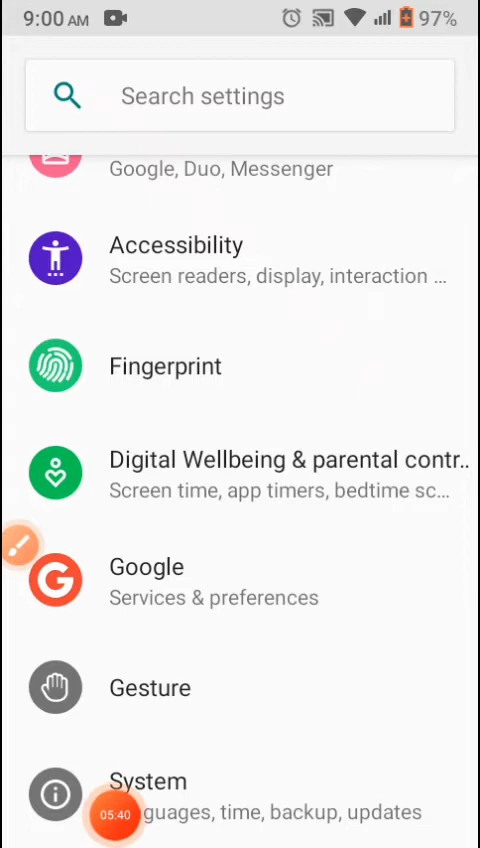 9:00 AM 97%
Search settings
Google, Duo, Messenger
Accessibility
Screen readers, display, interaction ...
Fingerprint
Digital Wellbeing & parental contr..
Screen time, app timers, bedtime sc...
Google
Services & preferences
Gesture
System
guages, time, backup, updates
05:40